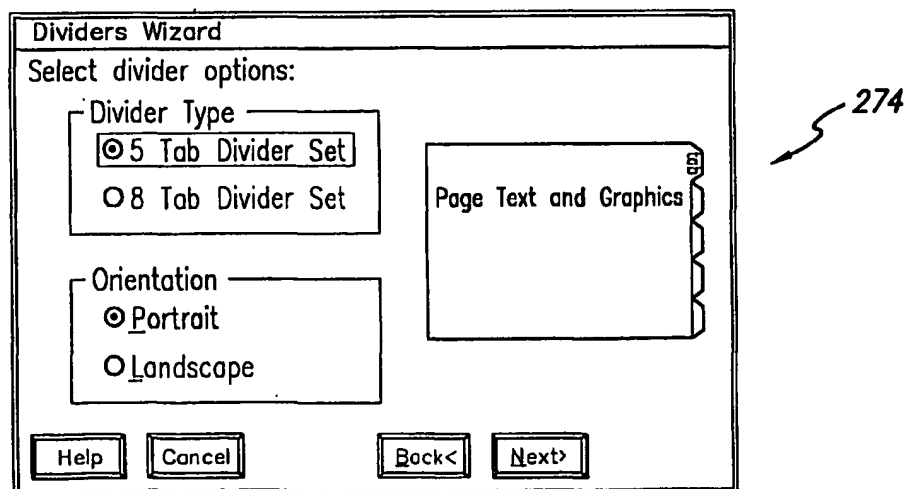 Dividers Wizard
Select divider options:
Divider Type
5 Tab Divider Set
8 Tab Divider Set
Orientation
Portrait
Landscape
tab
Page Text and Graphics
Help
Cancel
Back<
Next>
274